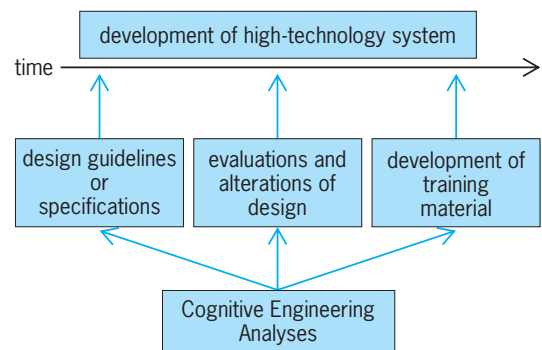 development of high-technology system
time
design guidelines
or
specifications
evaluations and
alterations of
design
development of
training
material
Cognitive Engineering
Analyses